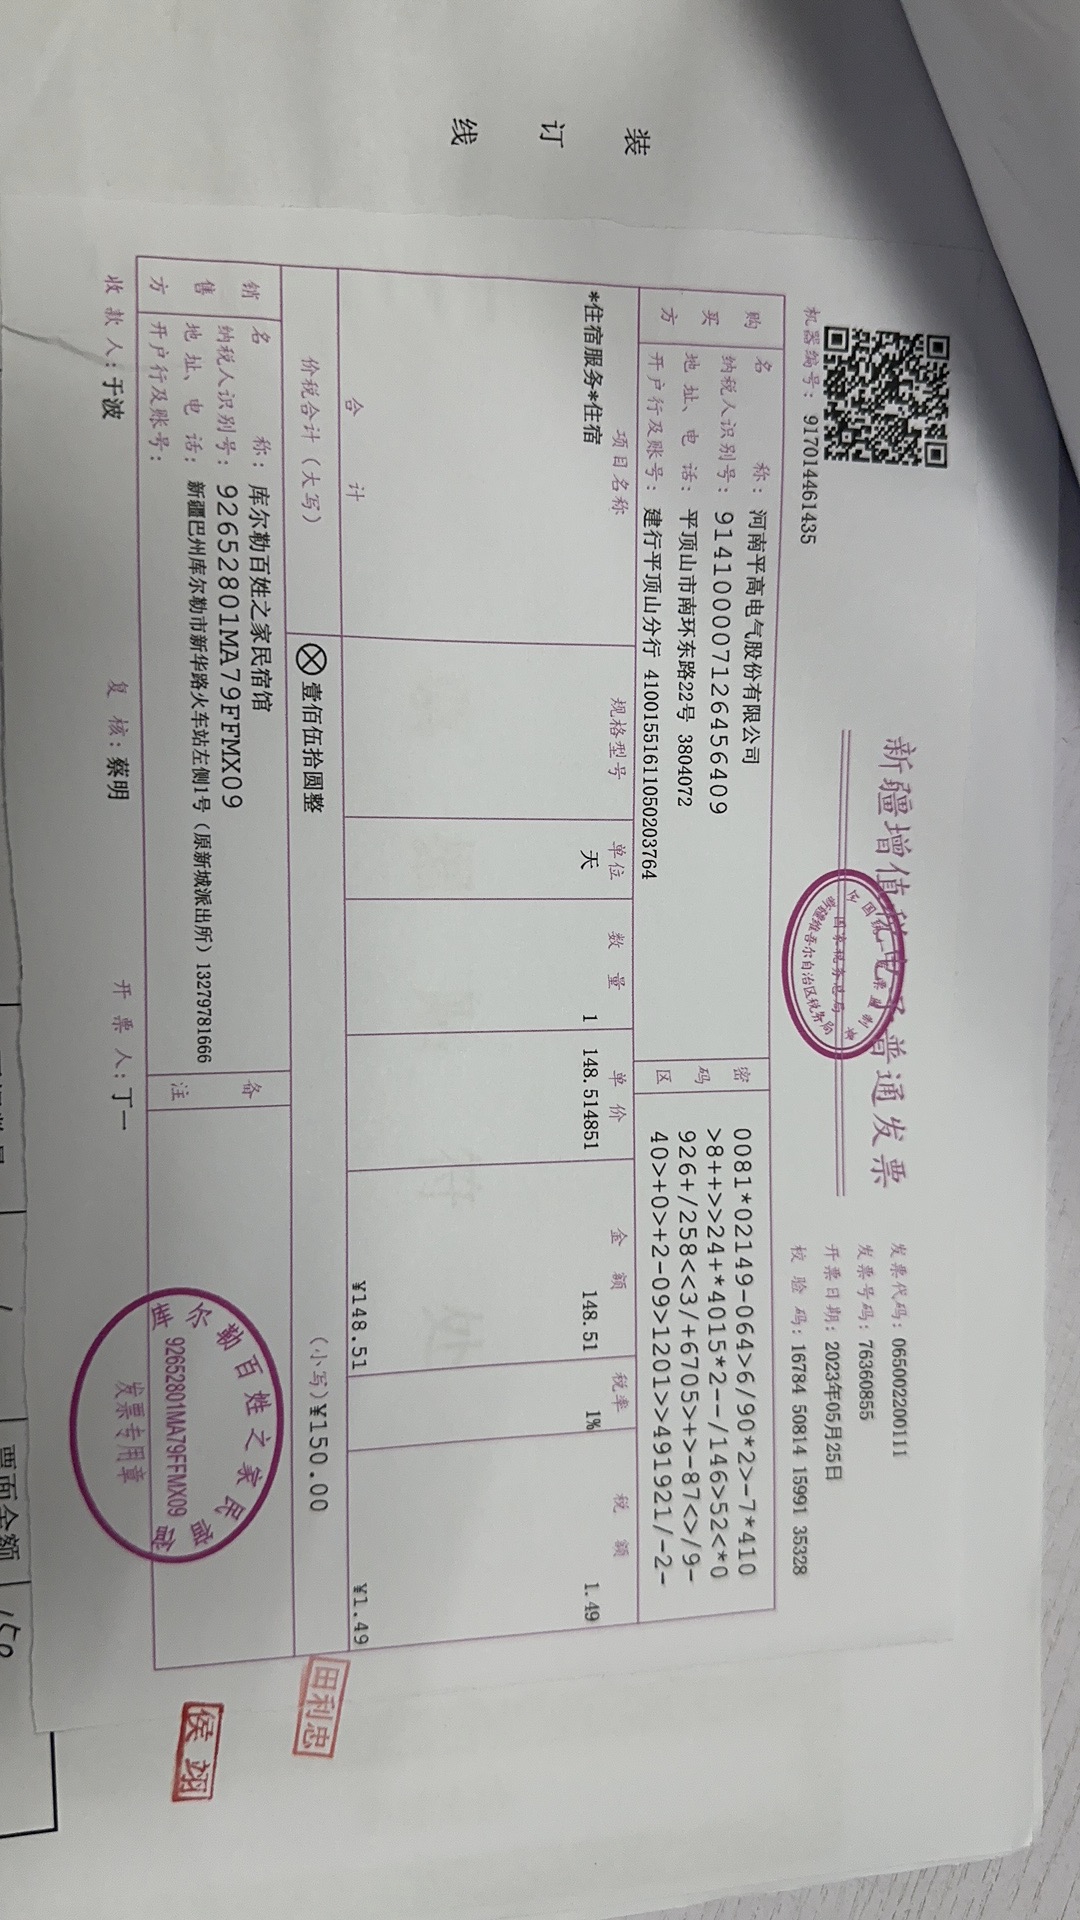 装
订
线
新疆增值税电子普通发票
发票代码: 065002200111
发票号码: 76360855
开票日期: 2023年05月25日
校 验 码: 16784 50814 15991 35328
机器编号: 917014461435
国家税务总局
购买方
名 称: 河南平高电气股份有限公司
纳税人识别号: 914100007126456409
地 址、电 话: 平顶山市南环东路22号 3804072
开户行及账号: 建行平顶山分行 41001551611050203764
密码区
0081*02149-064>6/90*2>-7*410
>8++>>24+*4015*2--/146>52<*0
926+/258<<3/+6705>+>-87<>/9-
40>+0>+2-09>1201>>491921/-2-
项目名称 规格型号 单位 数 量 单 价 金 额 税率 税 额
*住宿服务*住宿 天 1 148.514851 148.51 1% 1.49
合 计 ¥148.51 ¥1.49
价税合计(大写) ⊗壹佰伍拾圆整 (小写)¥150.00
销售方
名 称: 库尔勒百姓之家民宿馆
纳税人识别号: 92652801MA79FFMX09
地 址、电 话: 新疆巴州库尔勒市新华路火车站左侧1号(原新城派出所)13279781666
开户行及账号:
备注
收 款 人: 于波 复 核: 蔡明 开 票 人: 丁一
库尔勒百姓之家民宿馆
92652801MA79FFMX09
发票专用章
田利忠
侯翊
票面金额 150